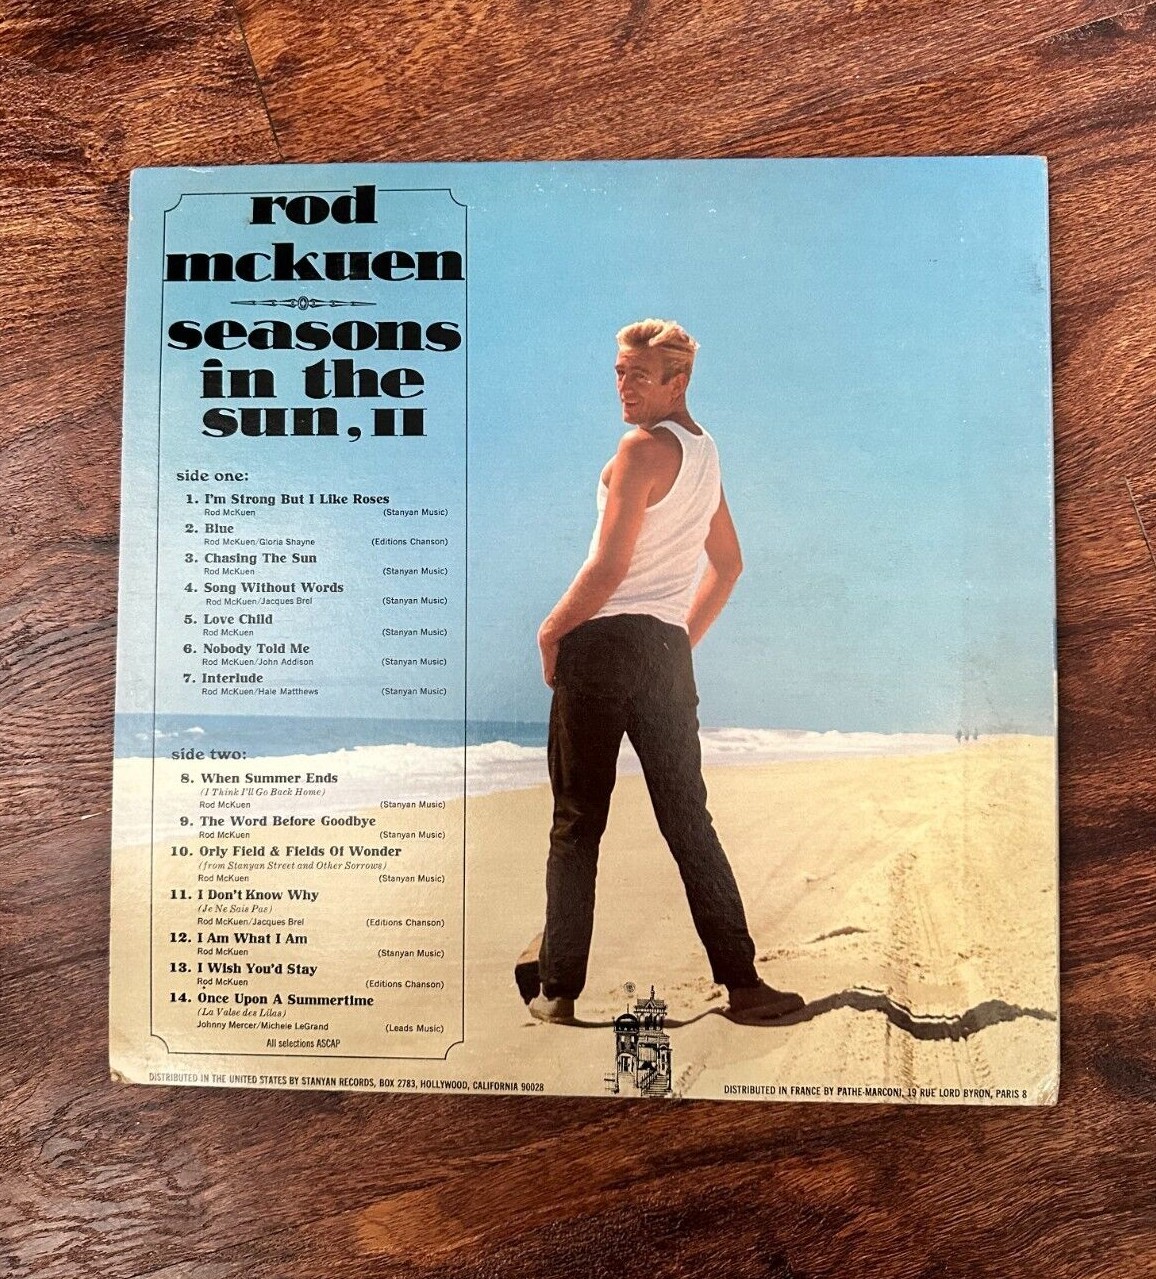 rod
mckuen
seasons
in the
sun, II
side one:
1. I'm Strong But I Like Roses
Rod McKuen (Stanyan Music)
2. Blue
Rod McKuen/Gloria Shayne (Editions Chanson)
3. Chasing The Sun
Rod McKuen (Stanyan Music)
4. Song Without Words
Rod McKuen/Jacques Brel (Stanyan Music)
5. Love Child
Rod McKuen (Stanyan Music)
6. Nobody Told Me
Rod McKuen/John Addison (Stanyan Music)
7. Interlude
Rod McKuen/Hale Matthews (Stanyan Music)
side two:
8. When Summer Ends
(I Think I'll Go Back Home)
Rod McKuen (Stanyan Music)
9. The Word Before Goodbye
Rod McKuen (Stanyan Music)
10. Orly Field & Fields Of Wonder
(from Stanyan Street and Other Sorrows)
Rod McKuen (Stanyan Music)
11. I Don't Know Why
(Je Ne Sais Pas)
Rod McKuen/Jacques Brel (Editions Chanson)
12. I Am What I Am
Rod McKuen (Stanyan Music)
13. I Wish You'd Stay
Rod McKuen (Editions Chanson)
14. Once Upon A Summertime
(La Valse des Lilas)
Johnny Mercer/Michele LeGrand (Leads Music)
All selections ASCAP
DISTRIBUTED IN THE UNITED STATES BY STANYAN RECORDS, BOX 2783, HOLLYWOOD, CALIFORNIA 90028
DISTRIBUTED IN FRANCE BY PATHE-MARCONI, 19 RUE LORD BYRON, PARIS 8